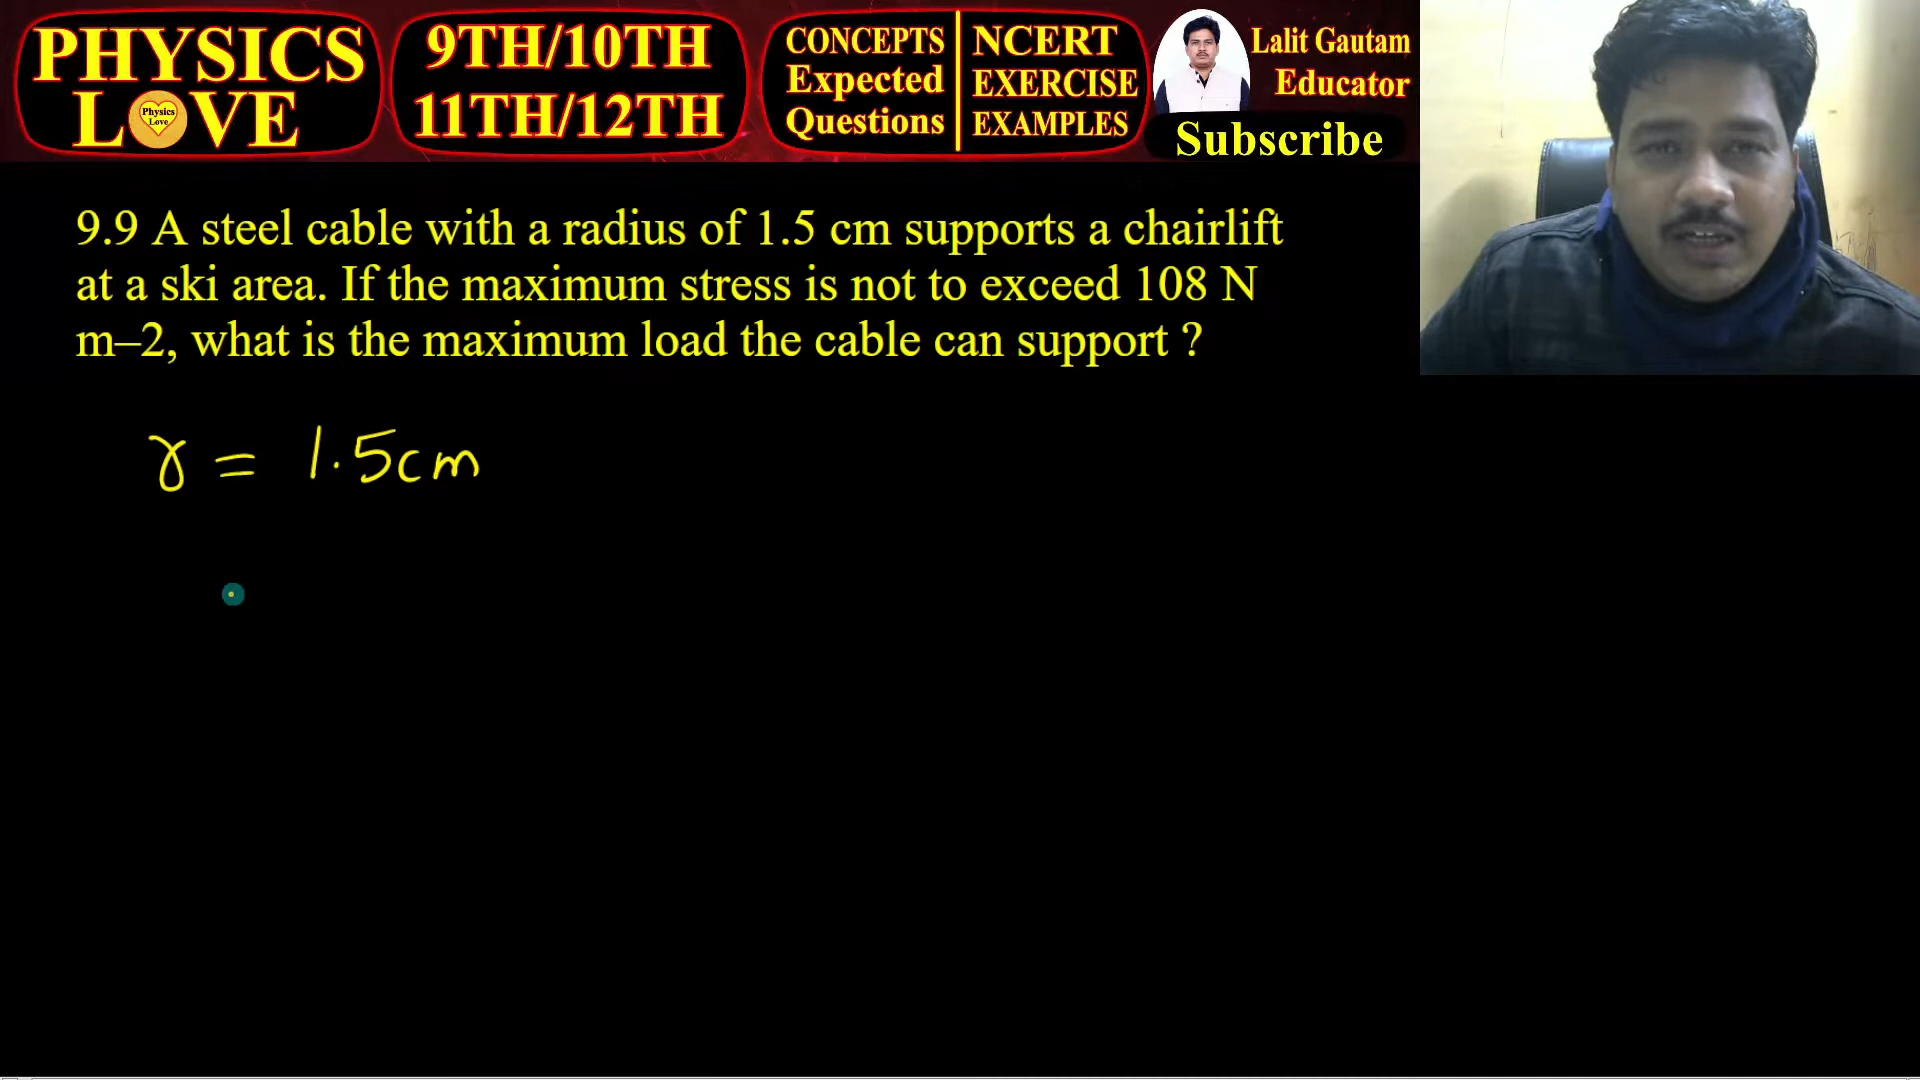 PHYSICS
LOVE
Physics
Love
9TH/10TH
11TH/12TH
CONCEPTS
Expected
Questions
NCERT
EXERCISE
EXAMPLES
Lalit Gautam
Educator
Subscribe
9.9 A steel cable with a radius of 1.5 cm supports a chairlift
at a ski area. If the maximum stress is not to exceed 108 N
m–2, what is the maximum load the cable can support ?
r = 1.5cm